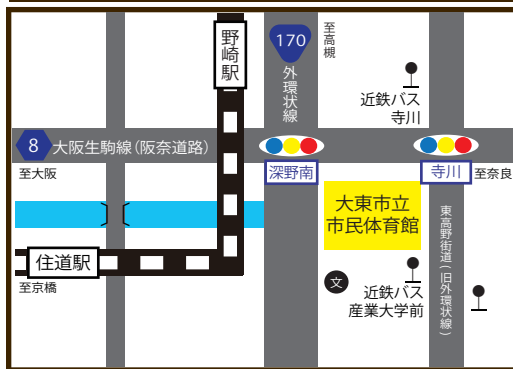 野崎駅
170
外環状線
至高槻
近鉄バス
寺川
8
大阪生駒線(阪奈道路)
至大阪
深野南
寺川
至奈良
大東市立
市民体育館
住道駅
至京橋
文
近鉄バス
産業大学前
東高野街道(旧外環状線)